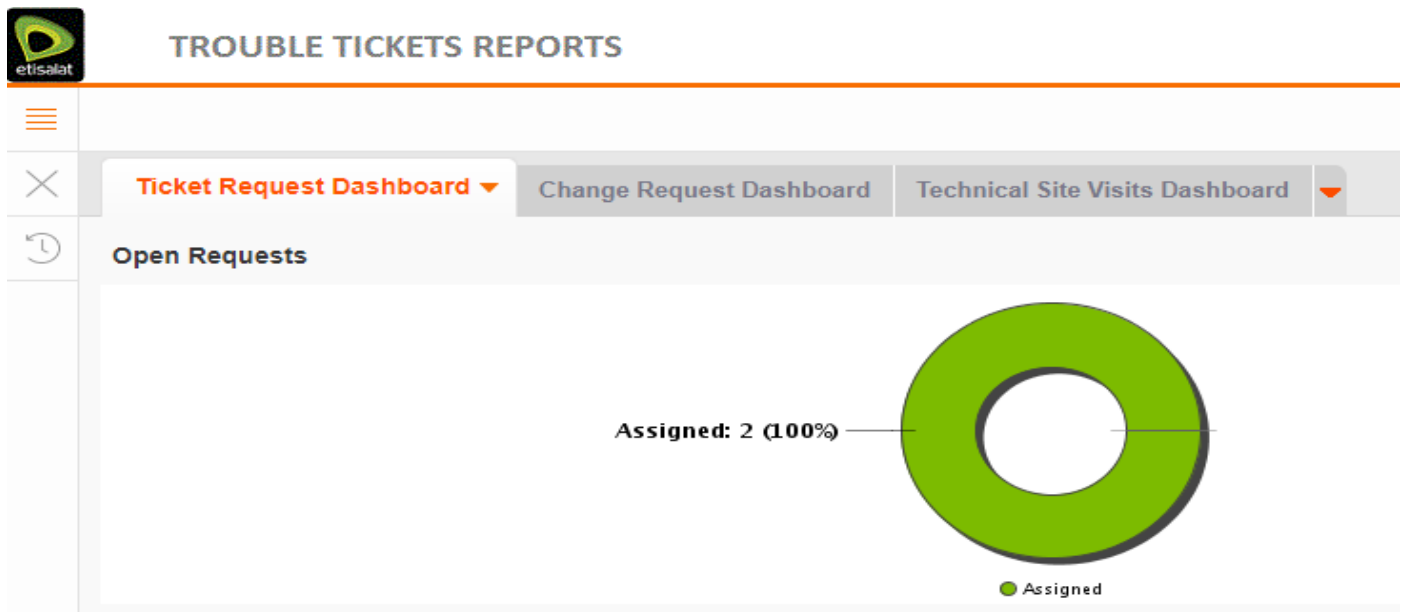 etisalat
TROUBLE TICKETS REPORTS
Ticket Request Dashboard
Change Request Dashboard
Technical Site Visits Dashboard
Open Requests
Assigned: 2 (100%)
Assigned